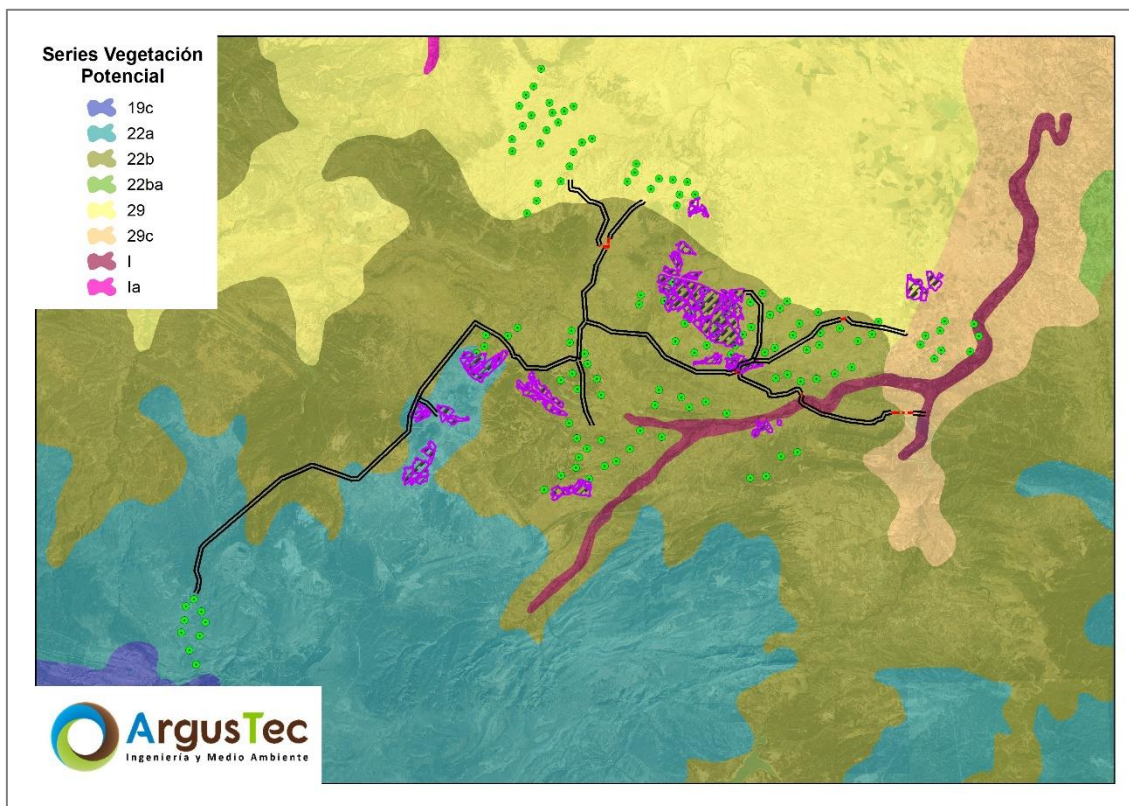 Series Vegetación
Potencial
19c
22a
22b
22ba
29
29c
I
Ia
ArgusTec
Ingeniería y Medio Ambiente